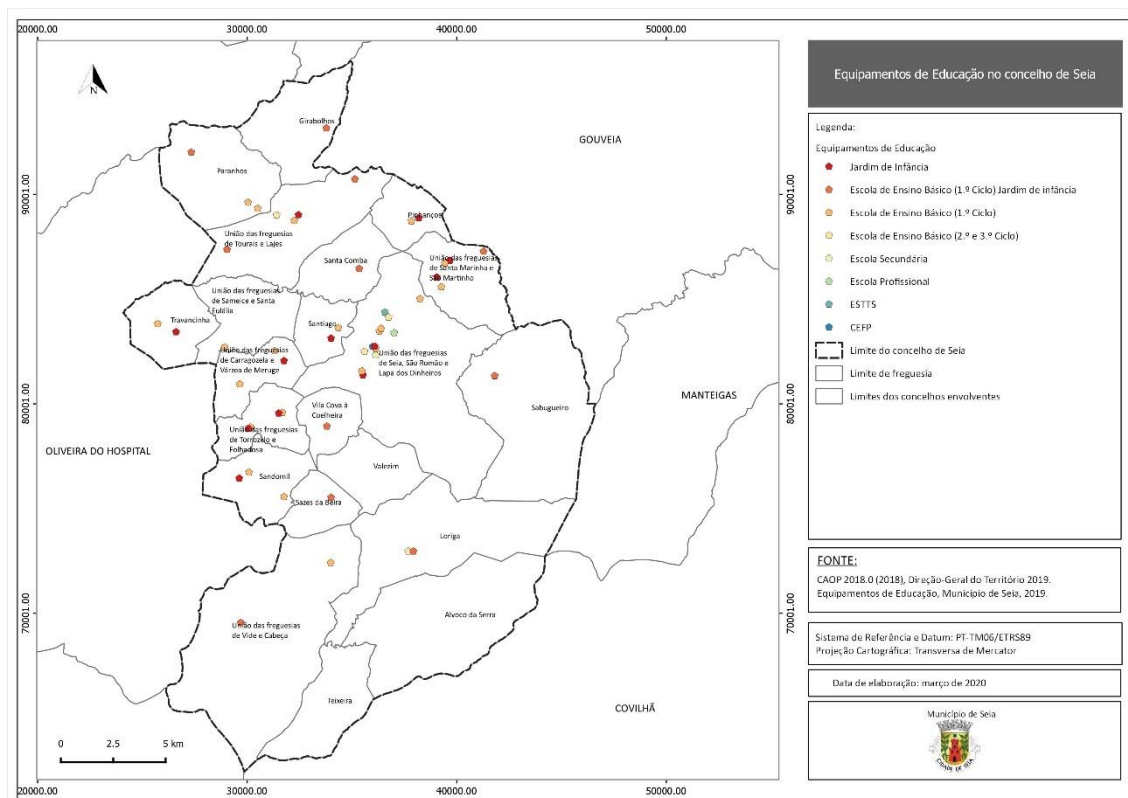 20000.00
30000.00
40000.00
50000.00
90001.00
80001.00
70001.00
90001.00
80001.00
70001.00
20000.00
30000.00
40000.00
50000.00
N
Girabolhos
GOUVEIA
Paranhos
Pinhanços
União das freguesias
de Tourais e Lajes
Santa Comba
União das freguesias
de Santa Marinha e
São Martinho
União das freguesias
de Sameice e Santa
Eulália
Travancinha
Santiago
União das freguesias
de Carragozela e
Várzea de Meruge
União das freguesias
de Seia, São Romão e
Lapa dos Dinheiros
Sabugueiro
MANTEIGAS
Vila Cova à
Coelheira
União das freguesias
de Torrozelo e
Folhadosa
OLIVEIRA DO HOSPITAL
Valezim
Sandomil
Sazes da Beira
Loriga
Alvoco da Serra
União das freguesias
de Vide e Cabeça
Teixeira
COVILHÃ
0 2.5 5 km
Equipamentos de Educação no concelho de Seia
Legenda:
Equipamentos de Educação
Jardim de Infância
Escola de Ensino Básico (1.º Ciclo) Jardim de infância
Escola de Ensino Básico (1.º Ciclo)
Escola de Ensino Básico (2.º e 3.º Ciclo)
Escola Secundária
Escola Profissional
ESTTS
CEFP
Limite do concelho de Seia
Limite de freguesia
Limites dos concelhos envolventes
FONTE:
CAOP 2018.0 (2018), Direção-Geral do Território 2019.
Equipamentos de Educação, Município de Seia, 2019.
Sistema de Referência e Datum: PT-TM06/ETRS89
Projeção Cartográfica: Transversa de Mercator
Data de elaboração: março de 2020
Município de Seia
CIDADE DE SEIA